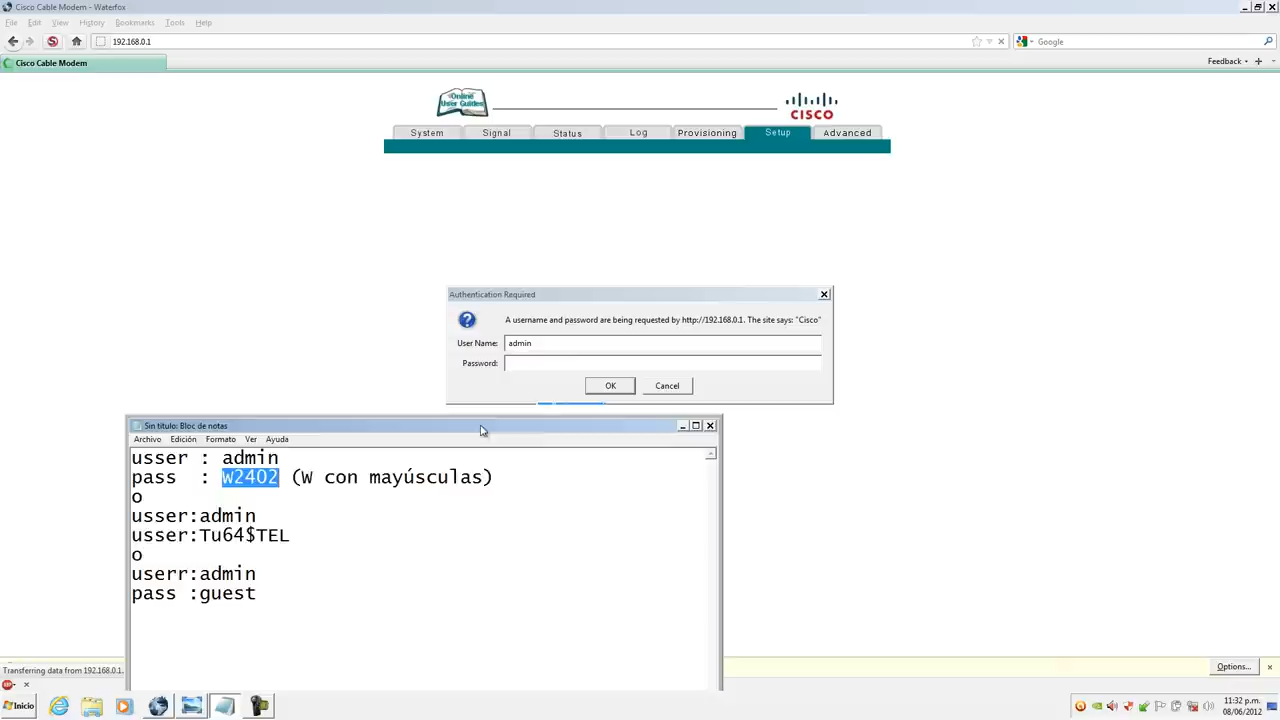 Cisco Cable Modem - Waterfox
File Edit View History Bookmarks Tools Help
192.168.0.1
Google
Cisco Cable Modem
Feedback
Online User Guides
CISCO
System Signal Status Log Provisioning Setup Advanced
Authentication Required
A username and password are being requested by http://192.168.0.1. The site says: "Cisco"
User Name: admin
Password:
OK Cancel
Sin título: Bloc de notas
Archivo Edición Formato Ver Ayuda
usser : admin
pass : W2402 (W con mayúsculas)
o
usser:admin
usser:Tu64$TEL
o
userr:admin
pass :guest
Transferring data from 192.168.0.1.
Options...
Inicio
11:32 p.m.
08/06/2012